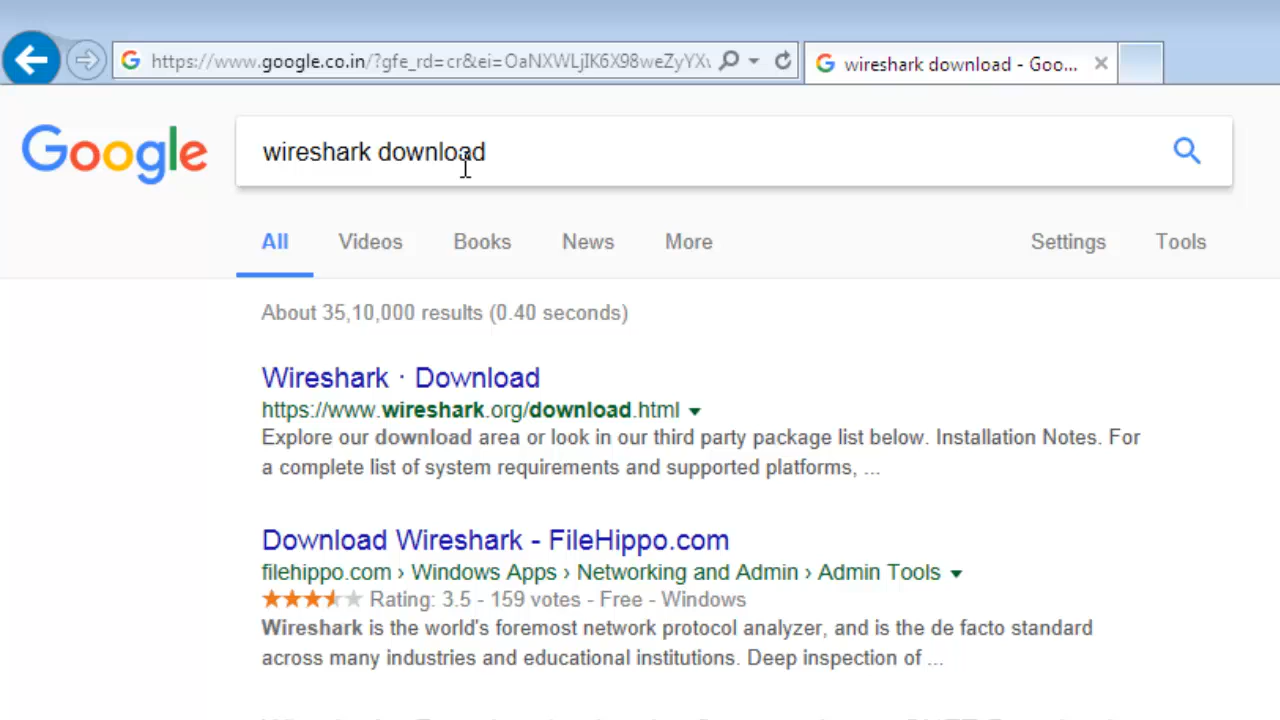 https://www.google.co.in/?gfe_rd=cr&ei=OaNXWLjIK6X98weZyYX
wireshark download - Goo...
Google
wireshark download
All Videos Books News More Settings Tools
About 35,10,000 results (0.40 seconds)
Wireshark · Download
https://www.wireshark.org/download.html
Explore our download area or look in our third party package list below. Installation Notes. For
a complete list of system requirements and supported platforms, ...
Download Wireshark - FileHippo.com
filehippo.com › Windows Apps › Networking and Admin › Admin Tools
Rating: 3.5 - 159 votes - Free - Windows
Wireshark is the world's foremost network protocol analyzer, and is the de facto standard
across many industries and educational institutions. Deep inspection of ...